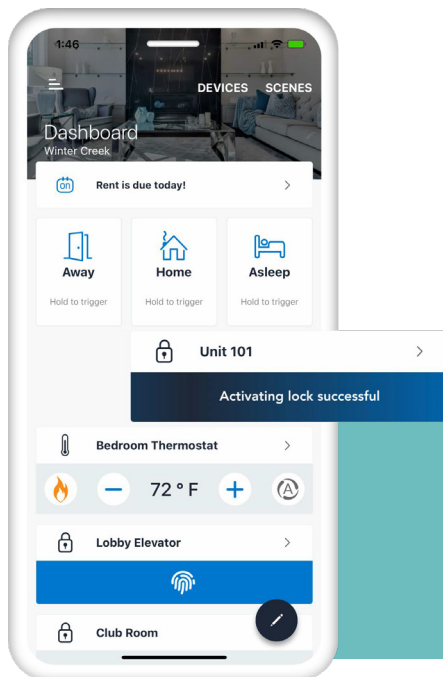 1:46
DEVICES SCENES
Dashboard
Winter Creek
on Rent is due today!
Away Home Asleep
Hold to trigger Hold to trigger Hold to trigger
Unit 101
Activating lock successful
Bedroom Thermostat
72 ° F A
Lobby Elevator
Club Room